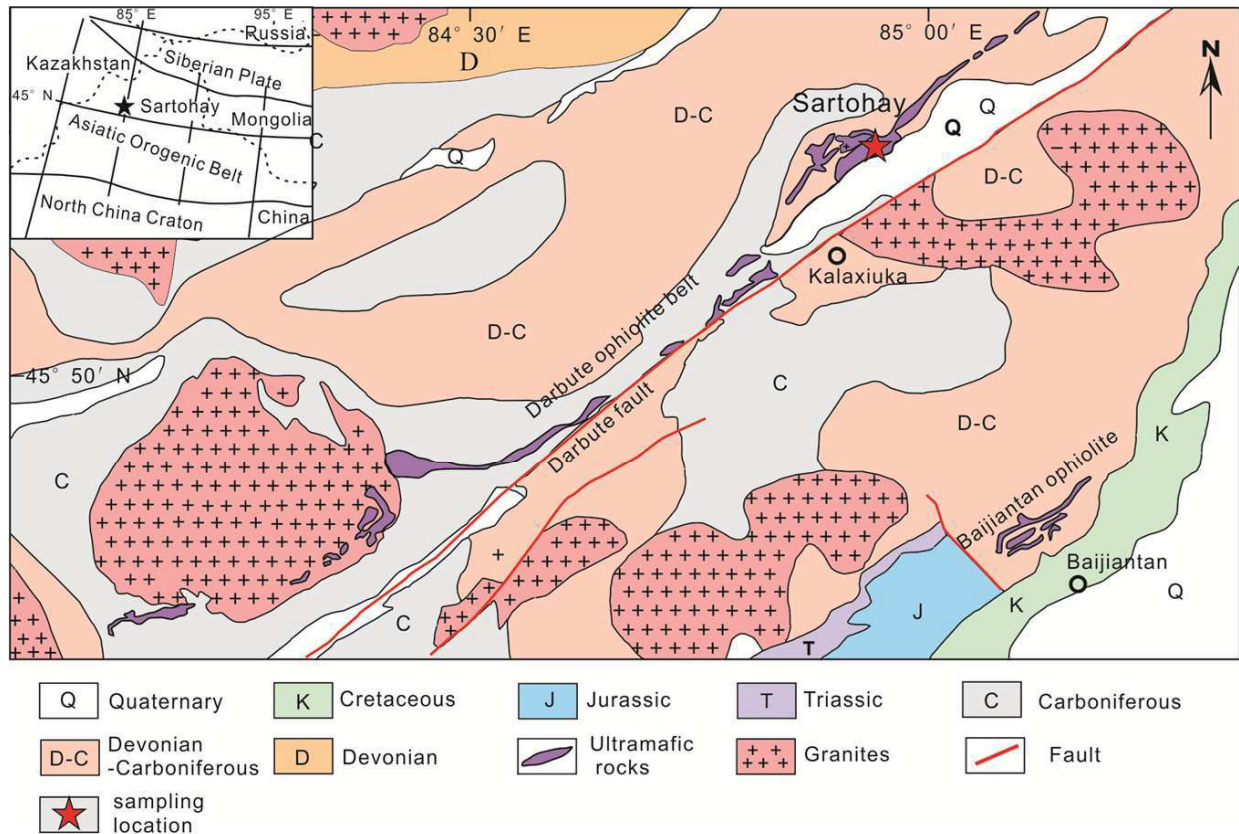 85° E
95° E
Russia
Kazakhstan
Siberian Plate
45° N
Sartohay
Mongolia
Asiatic Orogenic Belt
North China Craton
China
C
84° 30′ E
D
85° 00′ E
N
Sartohay
D-C
Q
Q
Q
D-C
Kalaxiuka
D-C
Darbute ophiolite belt
45° 50′ N
Darbute fault
C
D-C
K
C
Baijiantan ophiolite
Baijiantan
Q
J
K
C
T
Q Quaternary
K Cretaceous
J Jurassic
T Triassic
C Carboniferous
D-C Devonian
-Carboniferous
D Devonian
Ultramafic
rocks
Granites
Fault
sampling
location